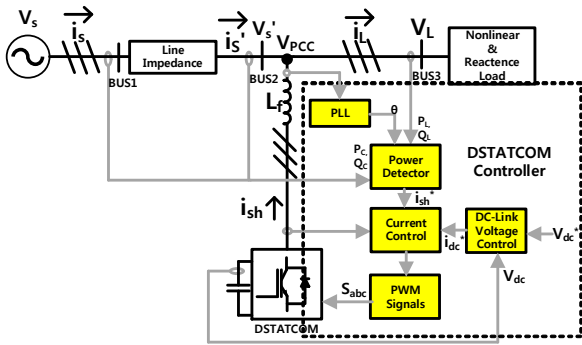 Vs
is
BUS1
Line
Impedance
iS'
Vs'
BUS2
VPCC
iL
VL
BUS3
Nonlinear
&
Reactence
Load
Lf
PLL
θ
PL,
QL
PC,
QC
Power
Detector
DSTATCOM
Controller
ish
ish*
Current
Control
idc*
DC-Link
Voltage
Control
Vdc*
Vdc
Sabc
PWM
Signals
DSTATCOM